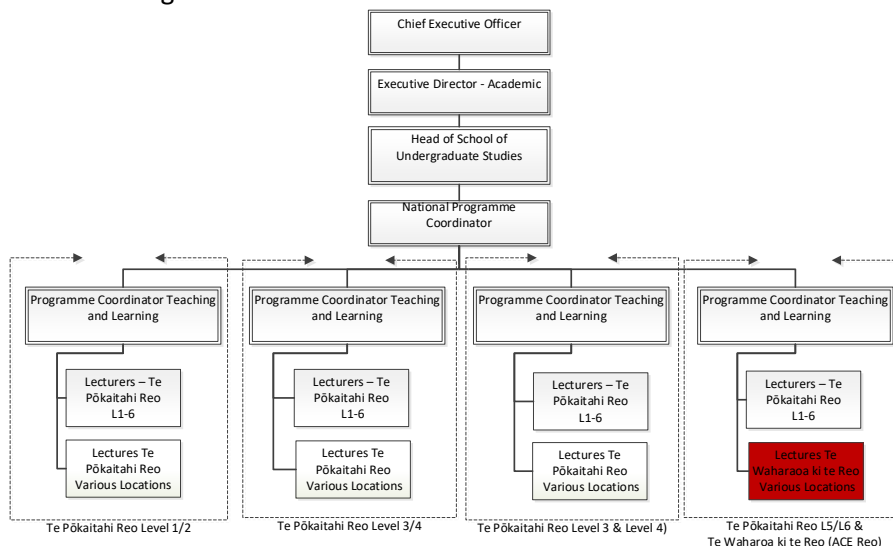 Chief Executive Officer
Executive Director - Academic
Head of School of
Undergraduate Studies
National Programme
Coordinator
Programme Coordinator Teaching
and Learning
Lecturers – Te
Pōkaitahi Reo
L1-6
Lectures Te
Pōkaitahi Reo
Various Locations
Te Pōkaitahi Reo Level 1/2
Programme Coordinator Teaching
and Learning
Lecturers – Te
Pōkaitahi Reo
L1-6
Lectures Te
Pōkaitahi Reo
Various Locations
Te Pōkaitahi Reo Level 3/4
Programme Coordinator Teaching
and Learning
Lecturers – Te
Pōkaitahi Reo
L1-6
Lectures Te
Pōkaitahi Reo
Various Locations
Te Pōkaitahi Reo Level 3 & Level 4)
Programme Coordinator Teaching
and Learning
Lecturers – Te
Pōkaitahi Reo
L1-6
Lectures Te
Waharaoa ki te Reo
Various Locations
Te Pōkaitahi Reo L5/L6 &
Te Waharoa ki te Reo (ACE Reo)